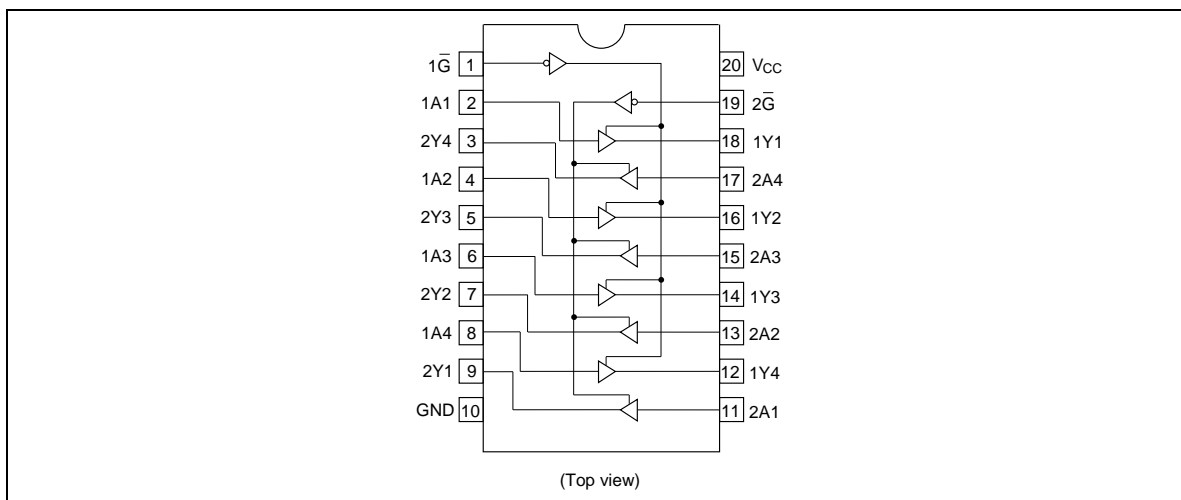 1G̅ 1 20 VCC
1A1 2 19 2G̅
2Y4 3 18 1Y1
1A2 4 17 2A4
2Y3 5 16 1Y2
1A3 6 15 2A3
2Y2 7 14 1Y3
1A4 8 13 2A2
2Y1 9 12 1Y4
GND 10 11 2A1
(Top view)